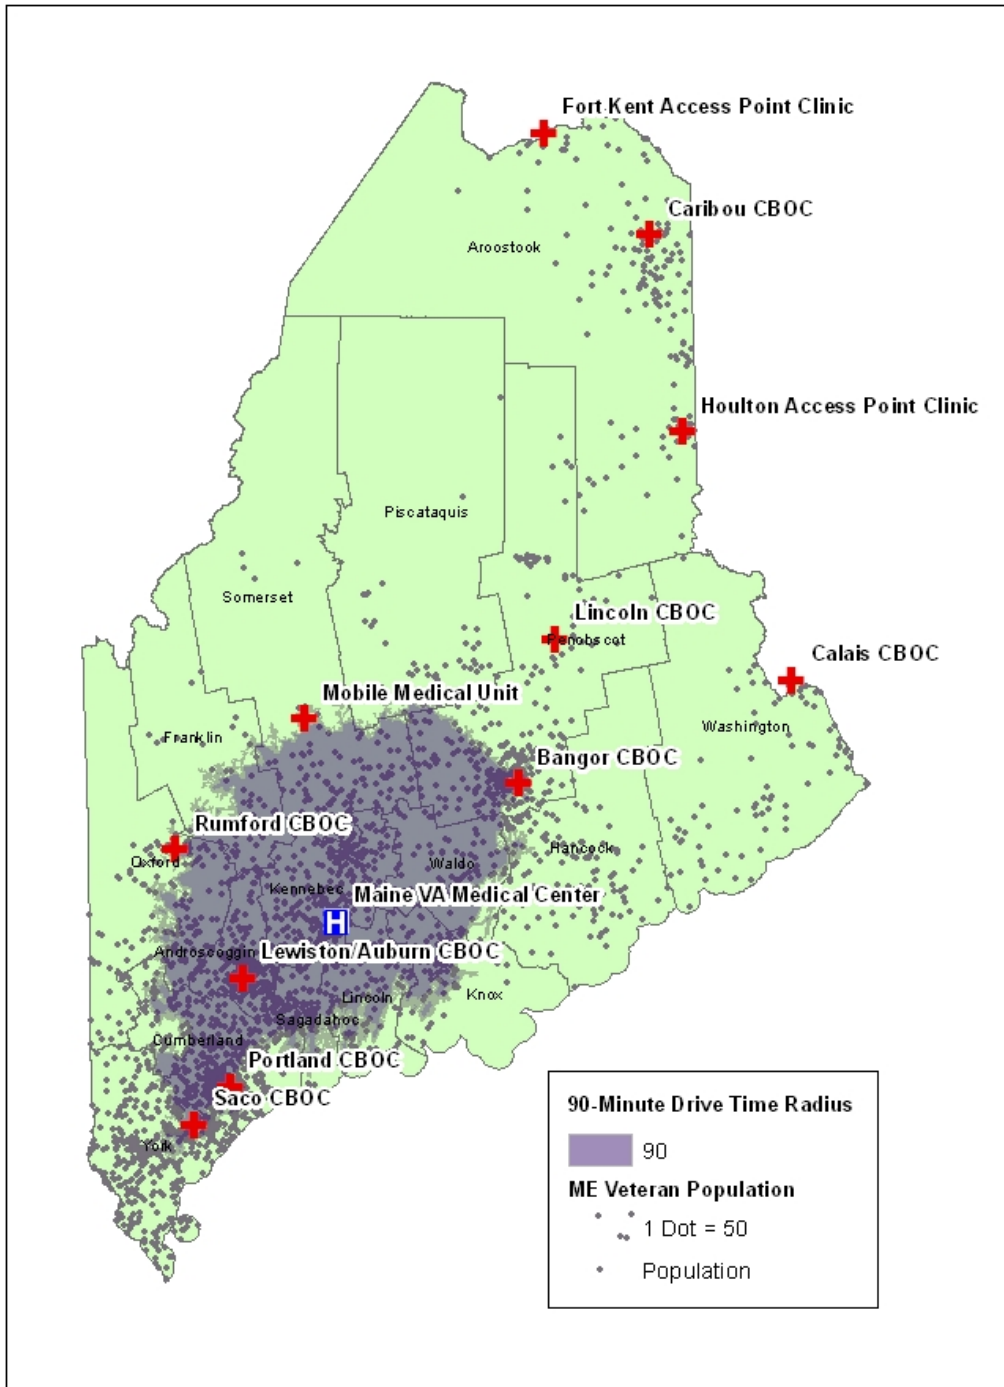 Fort Kent Access Point Clinic
Caribou CBOC
Aroostook
Houlton Access Point Clinic
Piscataquis
Somerset
Lincoln CBOC
Penobscot
Calais CBOC
Mobile Medical Unit
Washington
Franklin
Bangor CBOC
Rumford CBOC
Oxford
Hancock
Waldo
Kennebec
Maine VA Medical Center
H
Androscoggin
Lewiston/Auburn CBOC
Knox
Lincoln
Sagadahoc
Cumberland
Portland CBOC
Saco CBOC
York
90-Minute Drive Time Radius
90
ME Veteran Population
1 Dot = 50
Population